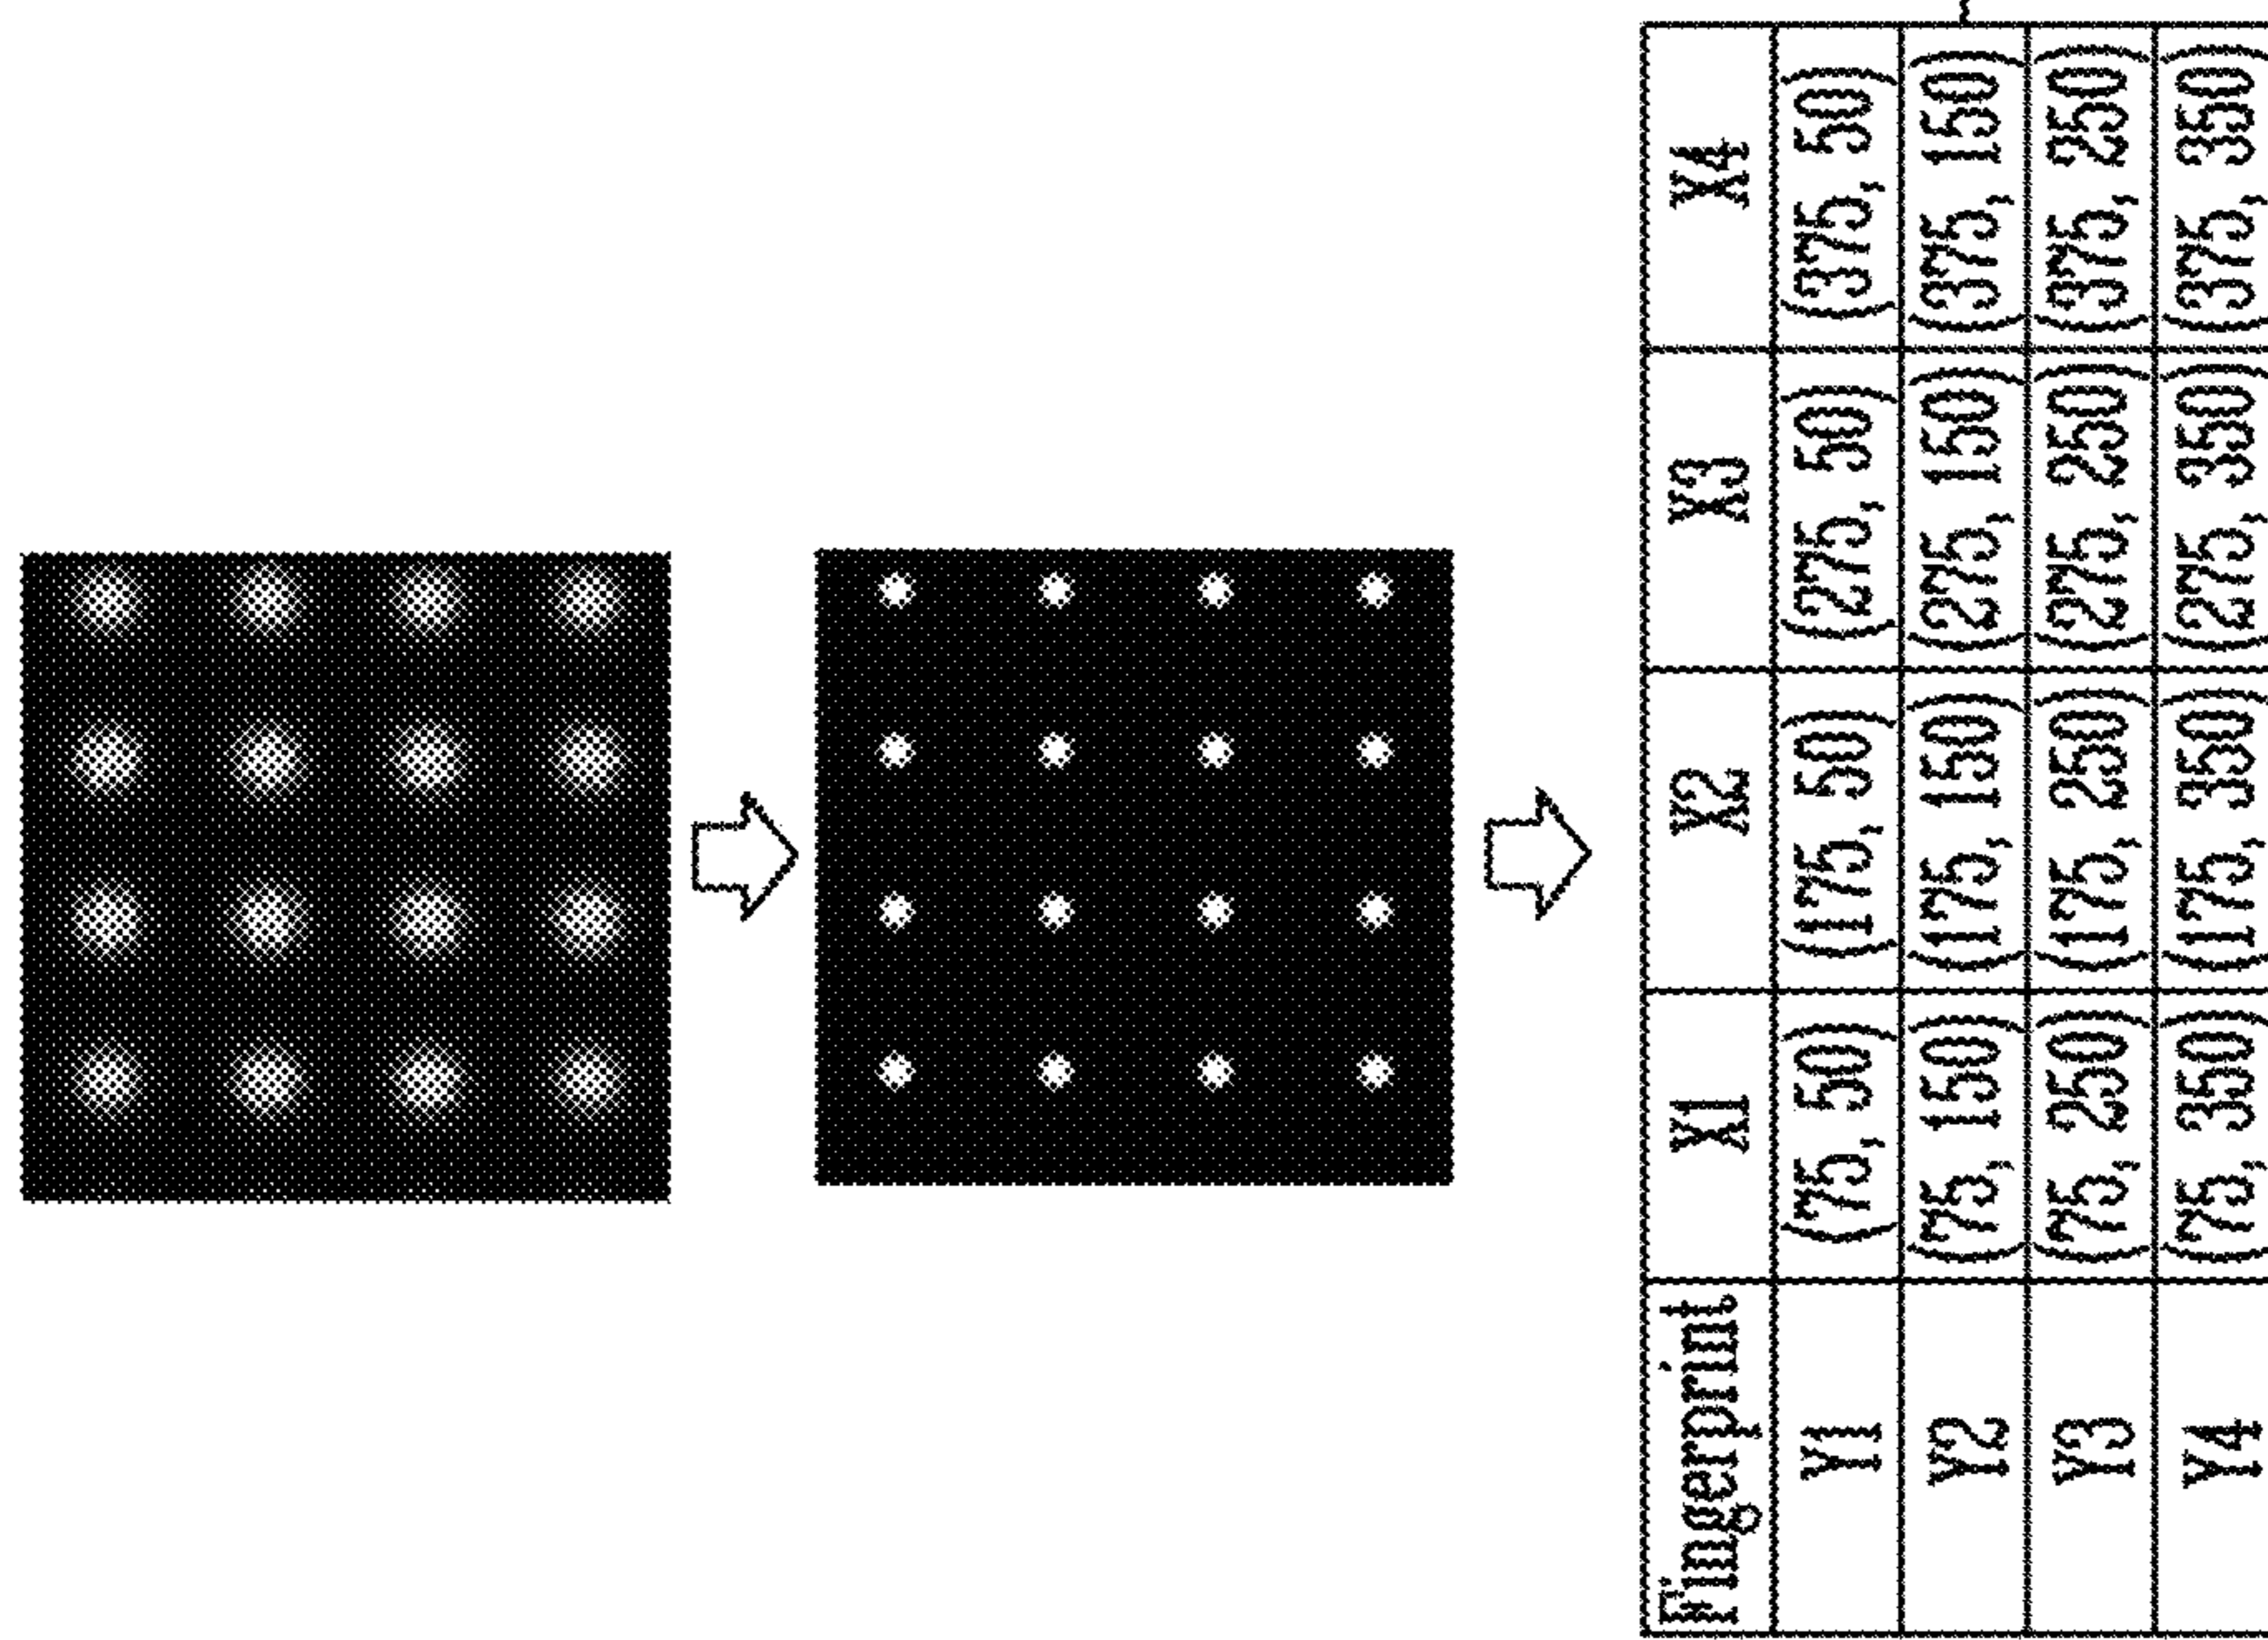 Fingerprint X1 X2 X3 X4
Y1 (75, 50) (175, 50) (275, 50) (375, 50)
Y2 (75, 150) (175, 150) (275, 150) (375, 150)
Y3 (75, 250) (175, 250) (275, 250) (375, 250)
Y4 (75, 350) (175, 350) (275, 350) (375, 350)